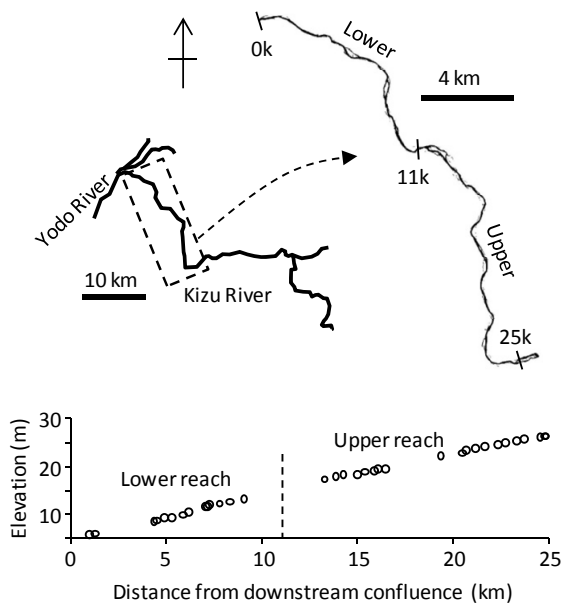 0k
Lower
4 km
11k
Upper
25k
Yodo River
10 km
Kizu River
Elevation (m)
30
20
10
Lower reach
Upper reach
0
5
10
15
20
25
Distance from downstream confluence (km)